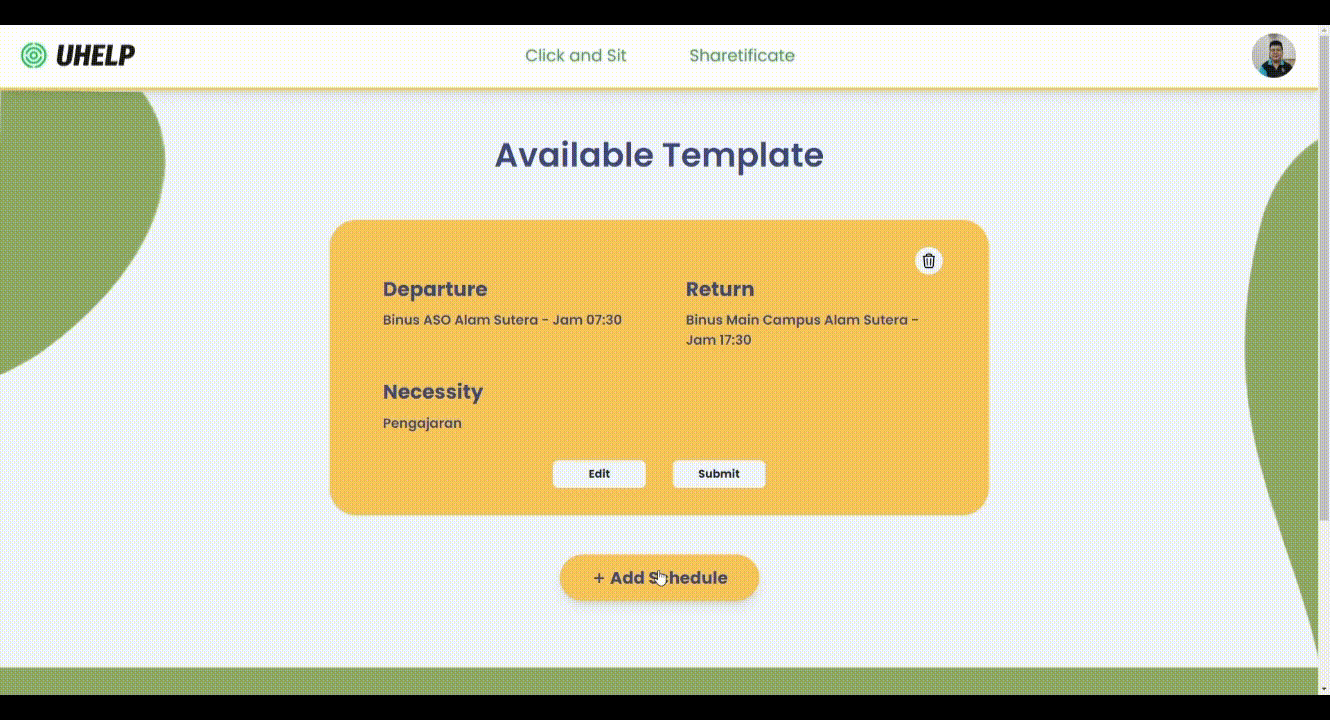 UHELP
Click and Sit
Sharetificate
Available Template
Departure
Binus ASO Alam Sutera - Jam 07:30
Return
Binus Main Campus Alam Sutera -
Jam 17:30
Necessity
Pengajaran
Edit
Submit
+ Add Schedule